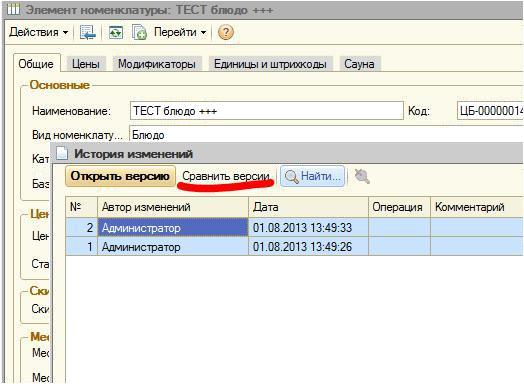 Элемент номенклатуры: ТЕСТ блюдо +++
Действия Перейти
Общие Цены Модификаторы Единицы и штрихкоды Сауна
Основные
Наименование: ТЕСТ блюдо +++ Код: ЦБ-00000014
Вид номенклату... Блюдо
История изменений
Кат
Открыть версию Сравнить версии Найти...
Баз
№ Автор изменений Дата Операция Комментарий
Цен
2 Администратор 01.08.2013 13:49:33
Цен
1 Администратор 01.08.2013 13:49:26
Ста
Ски
Ски
Мес
Мес
Мес